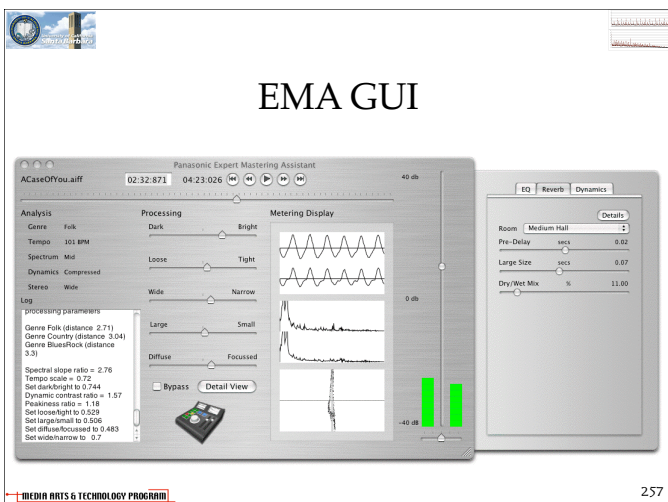 University of California
Santa Barbara
EMA GUI
Panasonic Expert Mastering Assistant
ACaseOfYou.aiff
02:32:871
04:23:026
40 db
Analysis
Genre Folk
Tempo 101 BPM
Spectrum Mid
Dynamics Compressed
Stereo Wide
Log
processing parameters
Genre Folk (distance 2.71)
Genre Country (distance 3.04)
Genre BluesRock (distance
3.3)
Spectral slope ratio = 2.76
Tempo scale = 0.72
Set dark/bright to 0.744
Dynamic contrast ratio = 1.57
Peakiness ratio = 1.18
Set loose/tight to 0.529
Set large/small to 0.506
Set diffuse/focussed to 0.483
Set wide/narrow to 0.7
Processing
Dark Bright
Loose Tight
Wide Narrow
Large Small
Diffuse Focussed
Bypass
Detail View
Metering Display
0 db
-40 dB
EQ Reverb Dynamics
Details
Room Medium Hall
Pre-Delay secs 0.02
Large Size secs 0.07
Dry/Wet Mix % 11.00
MEDIA ARTS & TECHNOLOGY PROGRAM
257